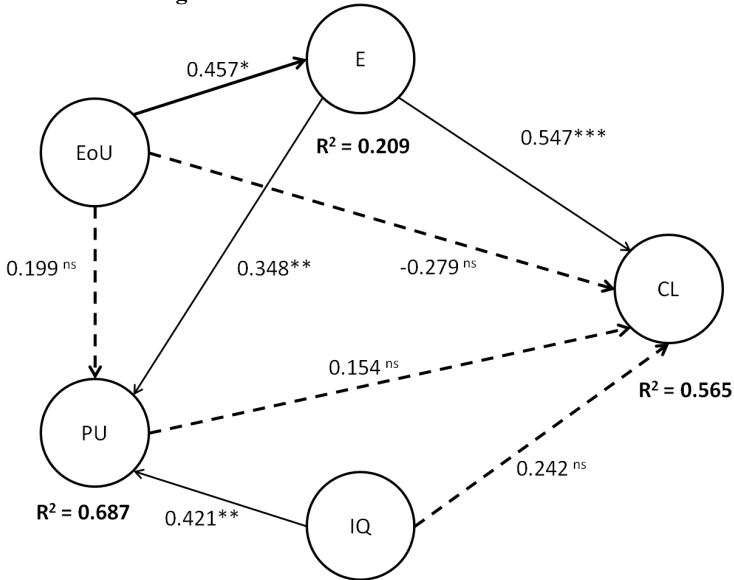 E
0.457*
R² = 0.209
0.547***
EoU
0.199 ns
0.348**
-0.279 ns
CL
0.154 ns
R² = 0.565
PU
0.242 ns
R² = 0.687
0.421**
IQ